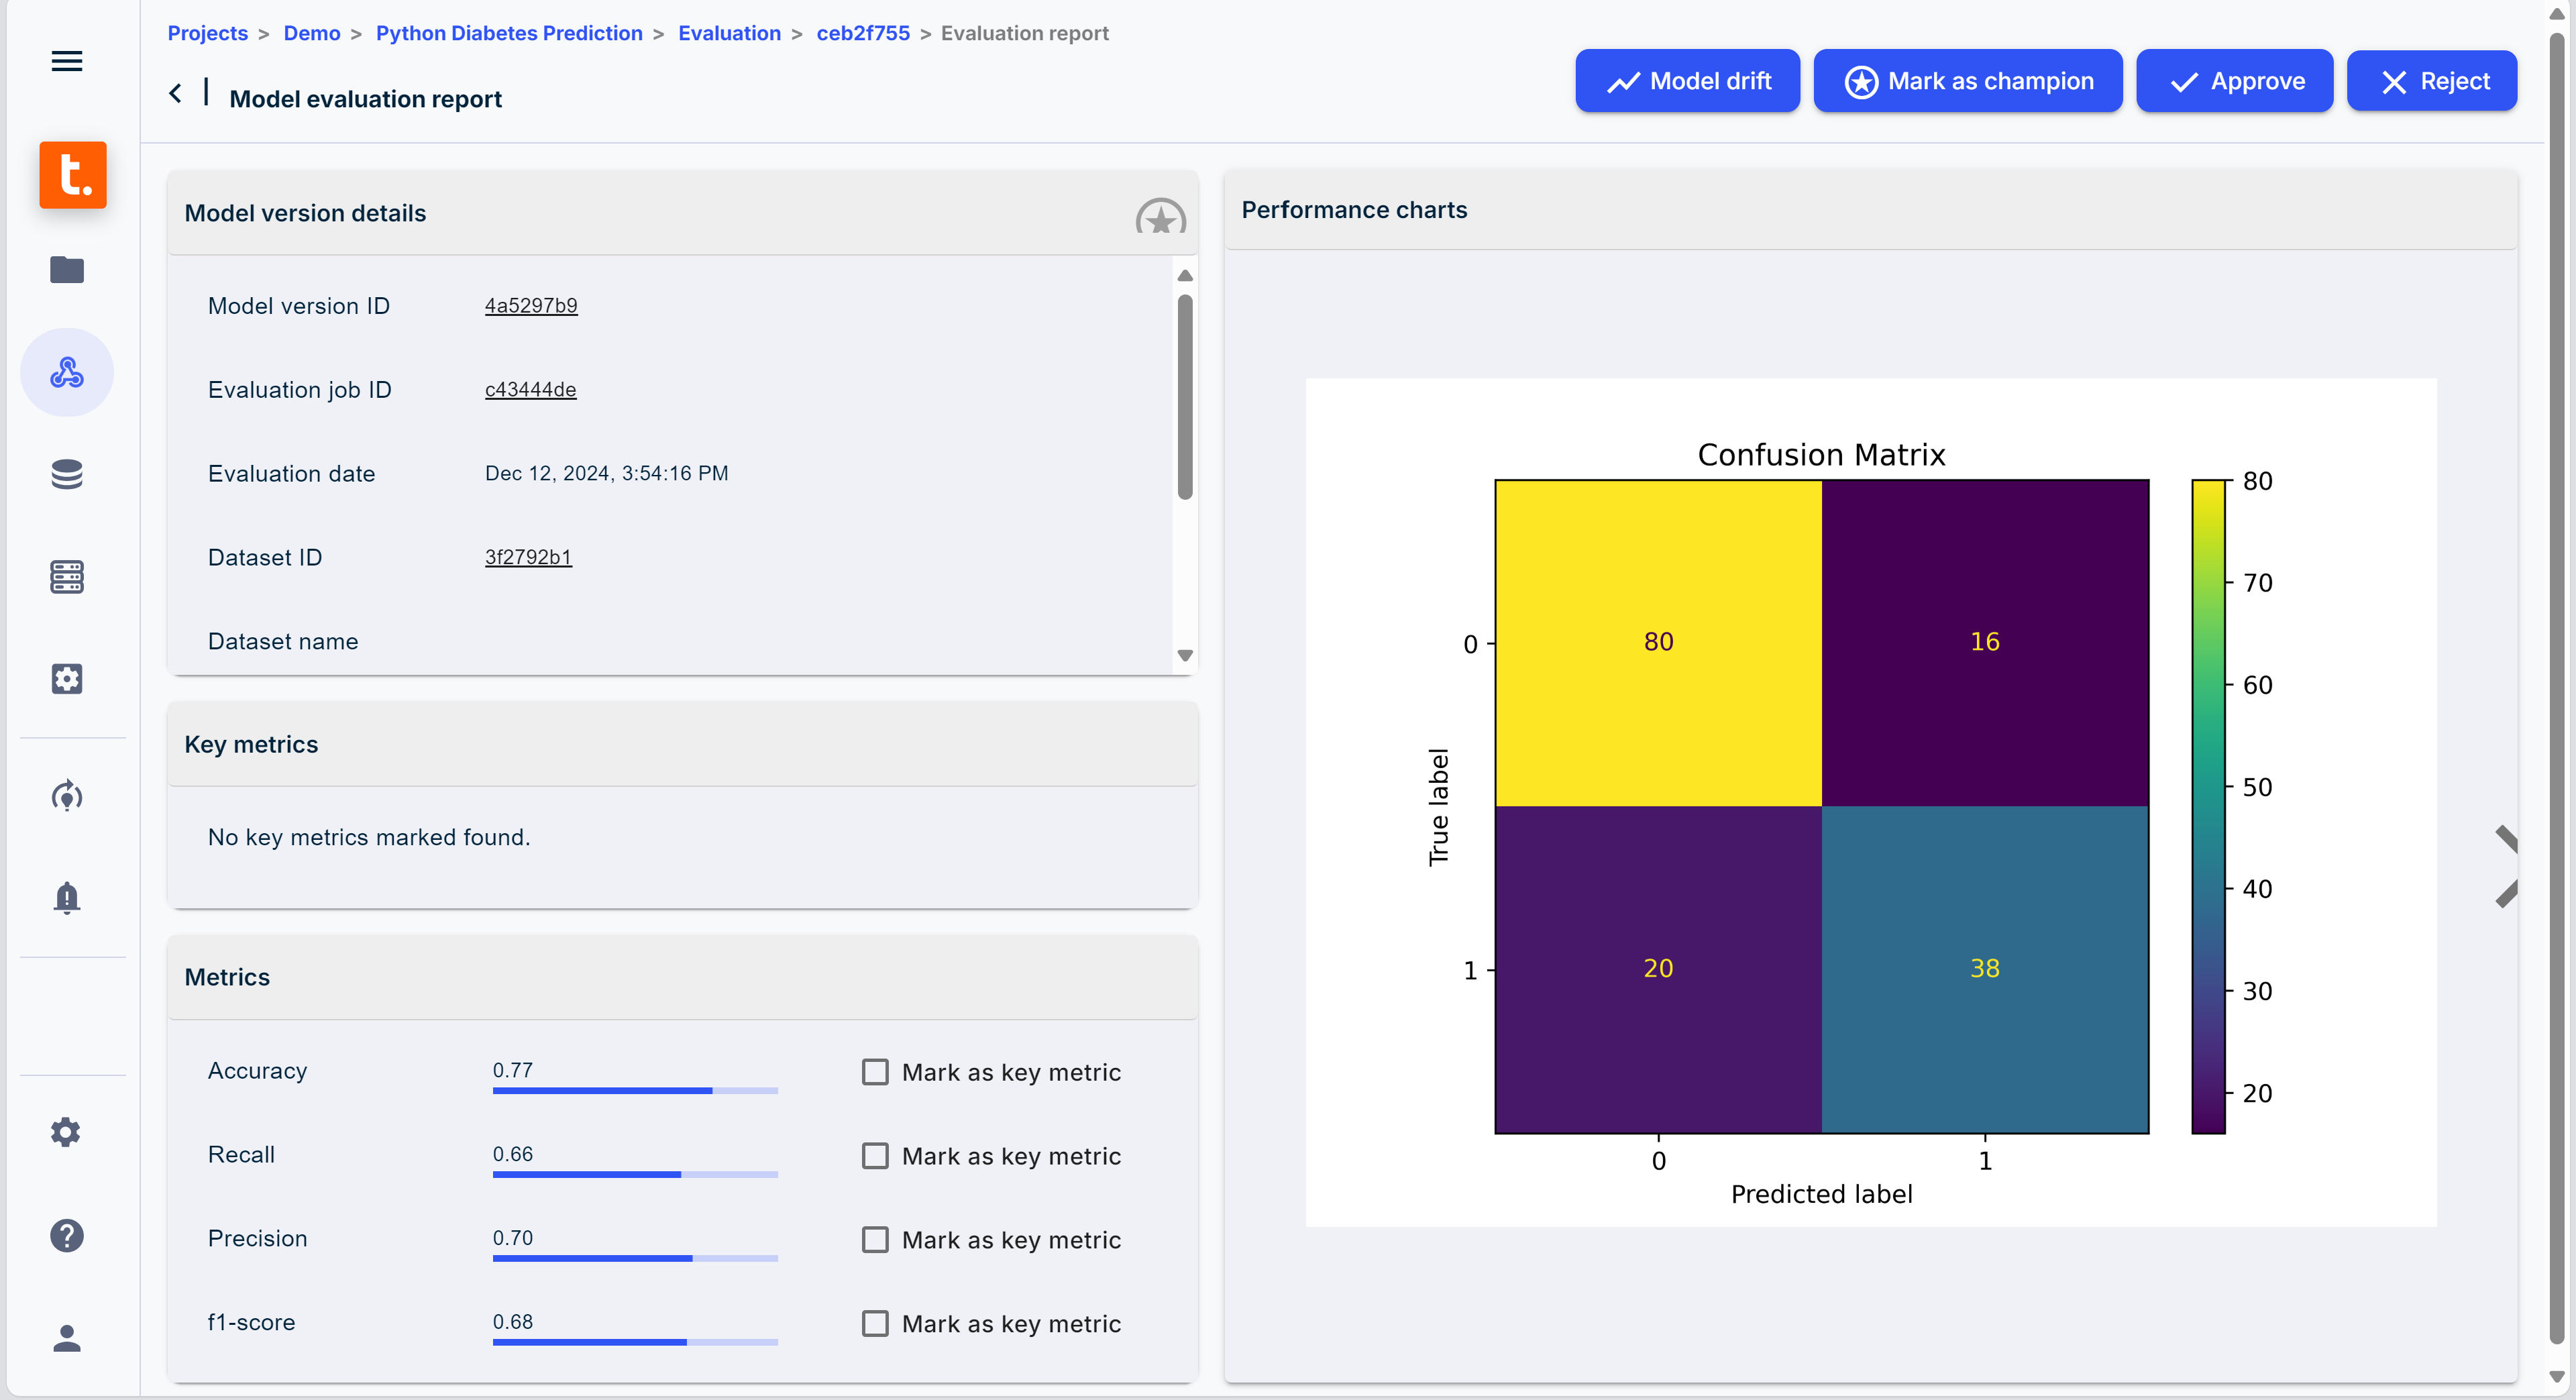 Projects > Demo > Python Diabetes Prediction > Evaluation > ceb2f755 > Evaluation report
Model evaluation report
Model drift
Mark as champion
Approve
Reject
t.
Model version details
Model version ID 4a5297b9
Evaluation job ID c43444de
Evaluation date Dec 12, 2024, 3:54:16 PM
Dataset ID 3f2792b1
Dataset name
Key metrics
No key metrics marked found.
Metrics
Accuracy 0.77 Mark as key metric
Recall 0.66 Mark as key metric
Precision 0.70 Mark as key metric
f1-score 0.68 Mark as key metric
Performance charts
Confusion Matrix
True label
0 80 16
1 20 38
0 1
Predicted label
80
70
60
50
40
30
20